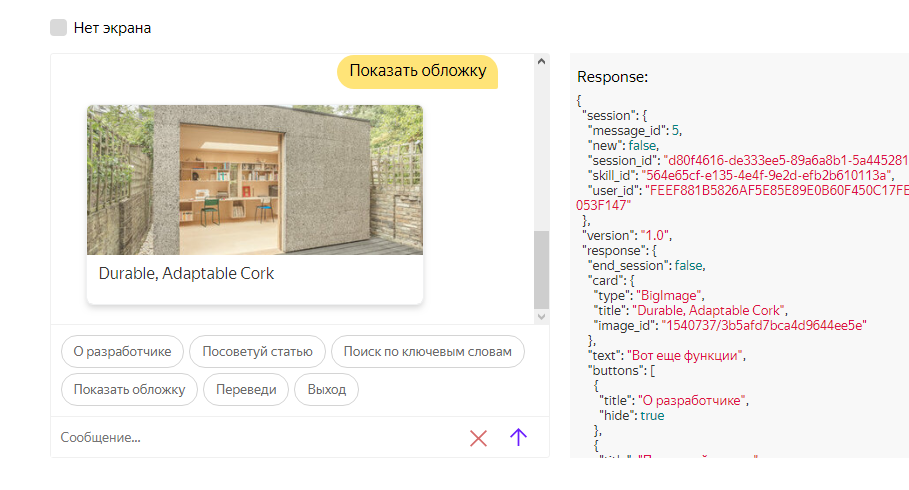 Нет экрана
Показать обложку
Durable, Adaptable Cork
О разработчике
Посоветуй статью
Поиск по ключевым словам
Показать обложку
Переведи
Выход
Сообщение...
Response:
{
"session": {
"message_id": 5,
"new": false,
"session_id": "d80f4616-de333ee5-89a6a8b1-5a445281
"skill_id": "564e65cf-e135-4e4f-9e2d-efb2b610113a",
"user_id": "FEEF881B5826AF5E85E89E0B60F450C17FE
053F147"
},
"version": "1.0",
"response": {
"end_session": false,
"card": {
"type": "BigImage",
"title": "Durable, Adaptable Cork",
"image_id": "1540737/3b5afd7bca4d9644ee5e"
},
"text": "Вот еще функции",
"buttons": [
{
"title": "О разработчике",
"hide": true
},
{